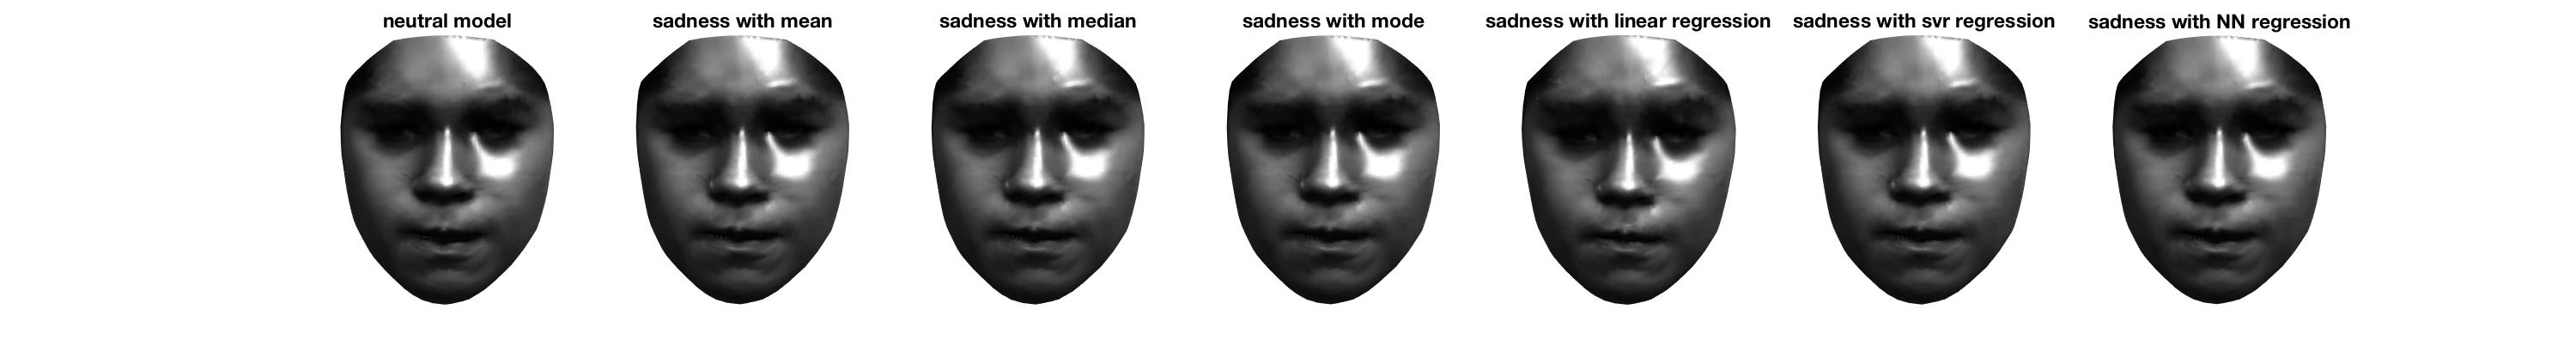 neutral model
sadness with mean
sadness with median
sadness with mode
sadness with linear regression
sadness with svr regression
sadness with NN regression